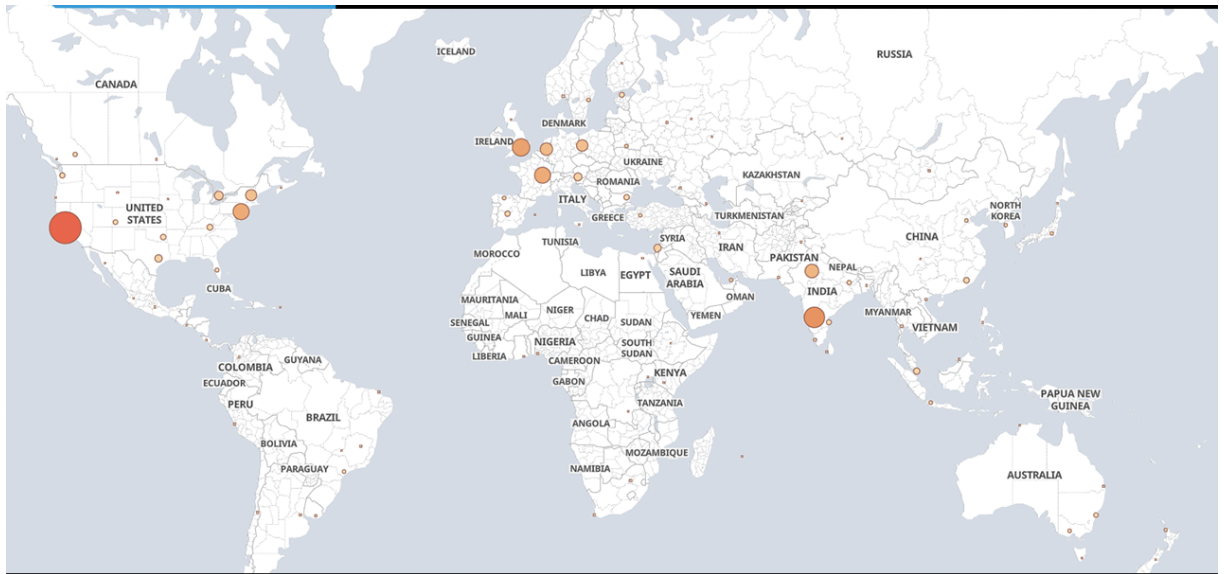 ICELAND
RUSSIA
CANADA
DENMARK
IRELAND
UKRAINE
KAZAKHSTAN
ROMANIA
ITALY
UNITED
STATES
NORTH
KOREA
GREECE
TURKMENISTAN
CHINA
SYRIA
TUNISIA
IRAN
MOROCCO
PAKISTAN
NEPAL
LIBYA
EGYPT
SAUDI
ARABIA
CUBA
INDIA
OMAN
MAURITANIA
NIGER
MALI
YEMEN
MYANMAR
CHAD
SENEGAL
SUDAN
VIETNAM
GUINEA
NIGERIA
SOUTH
SUDAN
LIBERIA
CAMEROON
GUYANA
COLOMBIA
KENYA
ECUADOR
GABON
PERU
TANZANIA
PAPUA NEW
GUINEA
BRAZIL
ANGOLA
BOLIVIA
MOZAMBIQUE
PARAGUAY
NAMIBIA
AUSTRALIA